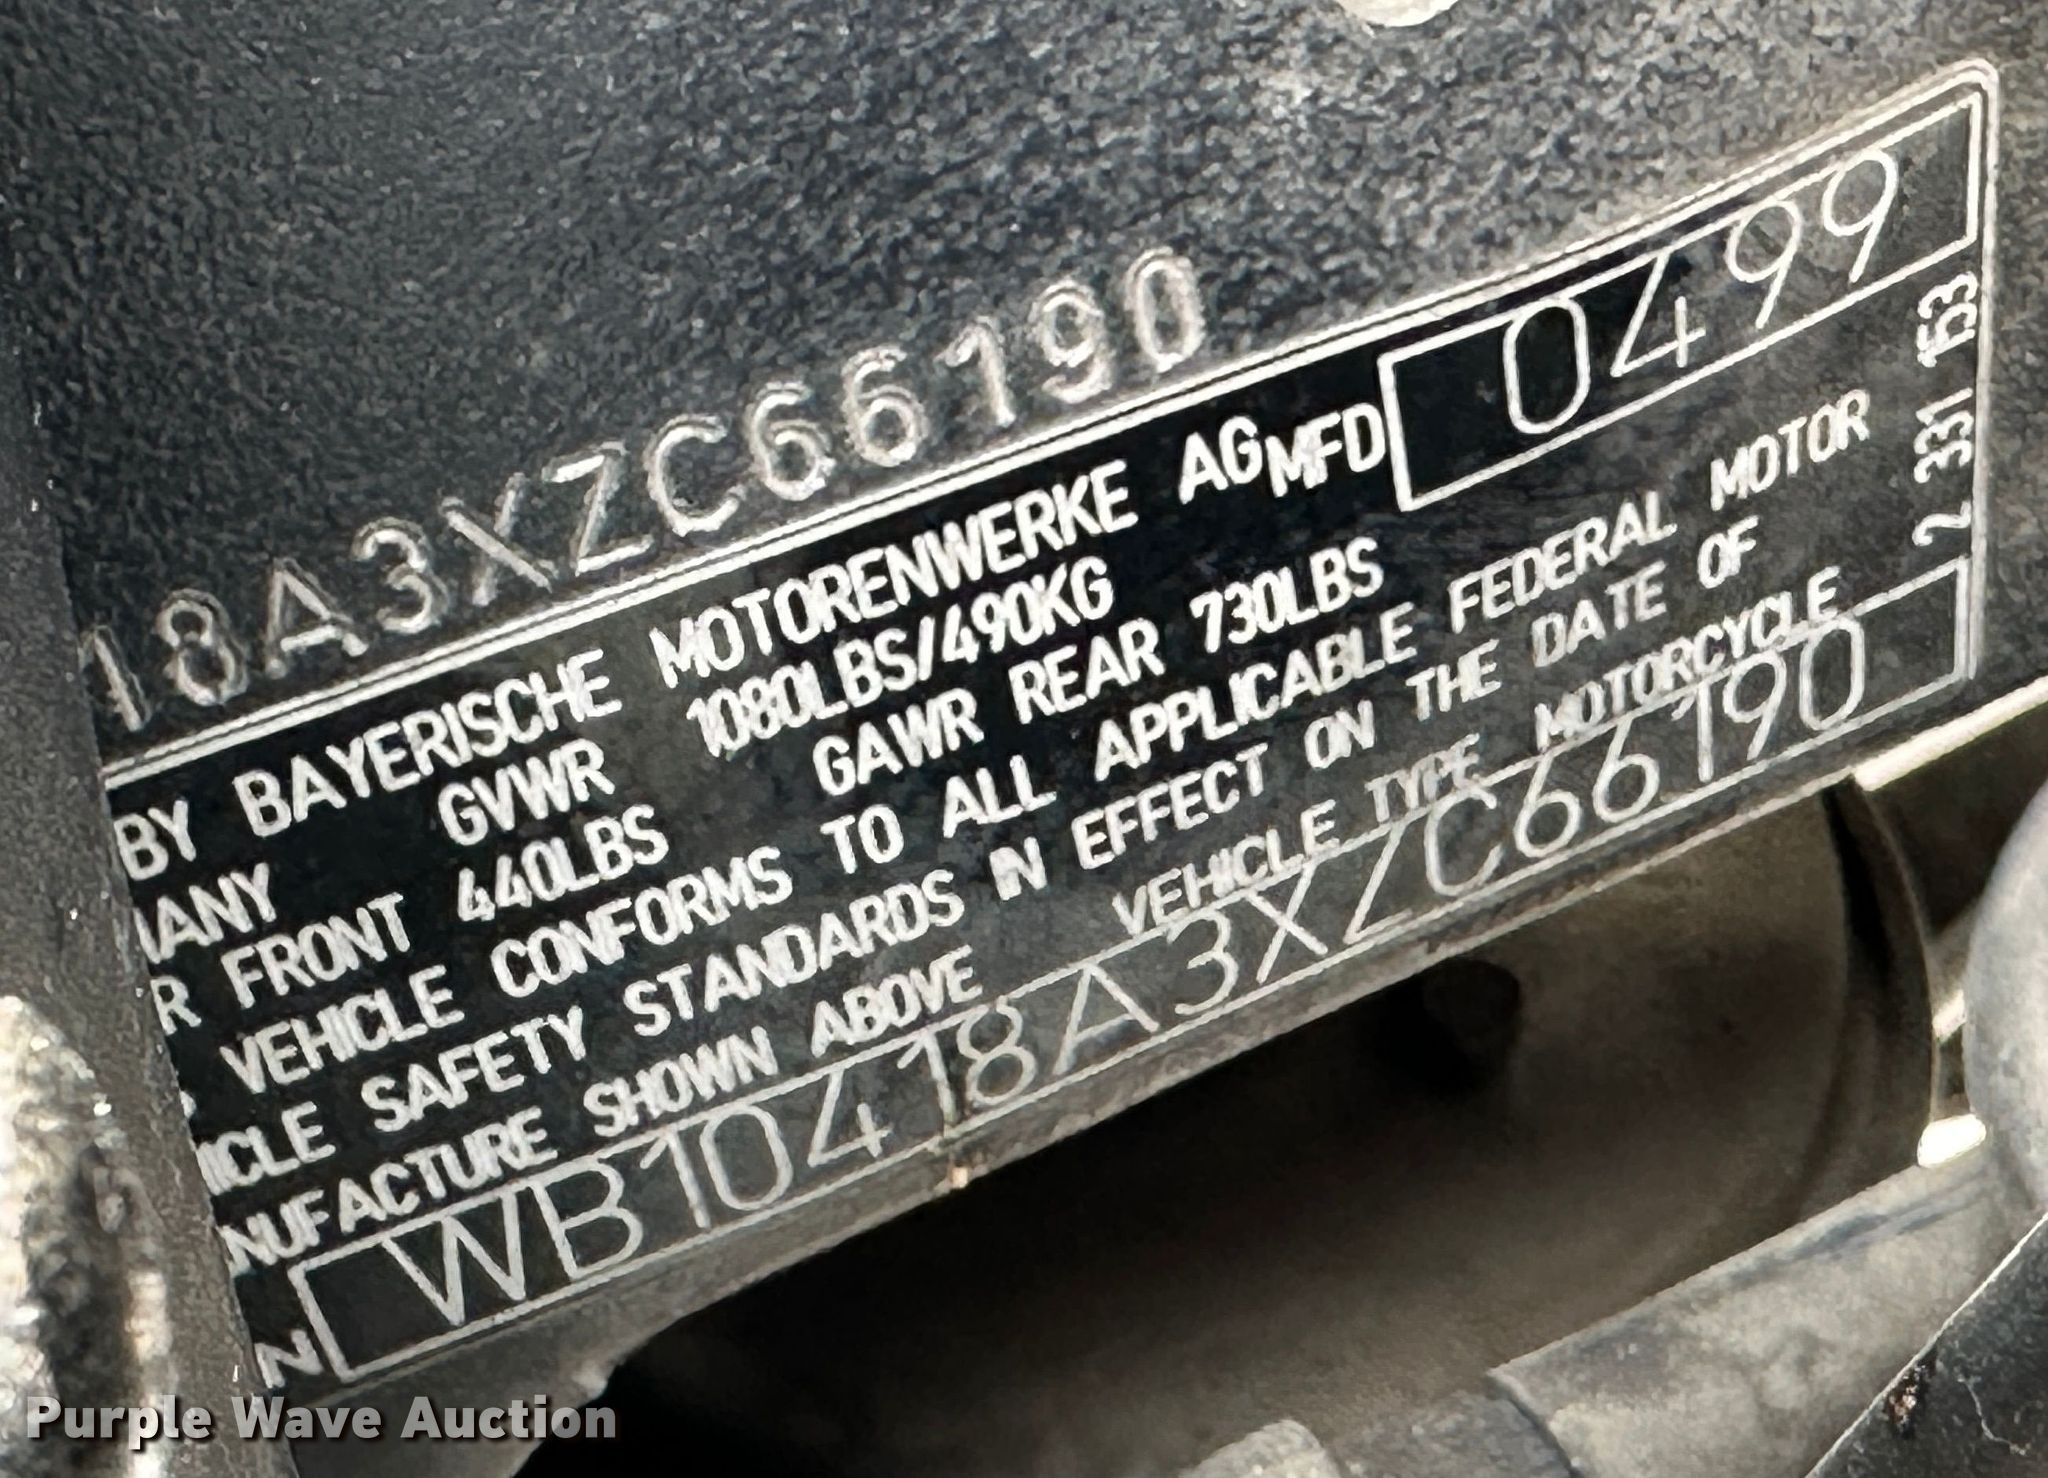 18A3XZC66190
BY BAYERISCHE MOTORENWERKE AG MFD 0499
MANY GVWR 1080LBS/490KG
R FRONT 440LBS GAWR REAR 730LBS
VEHICLE CONFORMS TO ALL APPLICABLE FEDERAL MOTOR
ICLE SAFETY STANDARDS IN EFFECT ON THE DATE OF
NUFACTURE SHOWN ABOVE VEHICLE TYPE MOTORCYCLE
N WB10418A3XZC66190
2 331 153
Purple Wave Auction